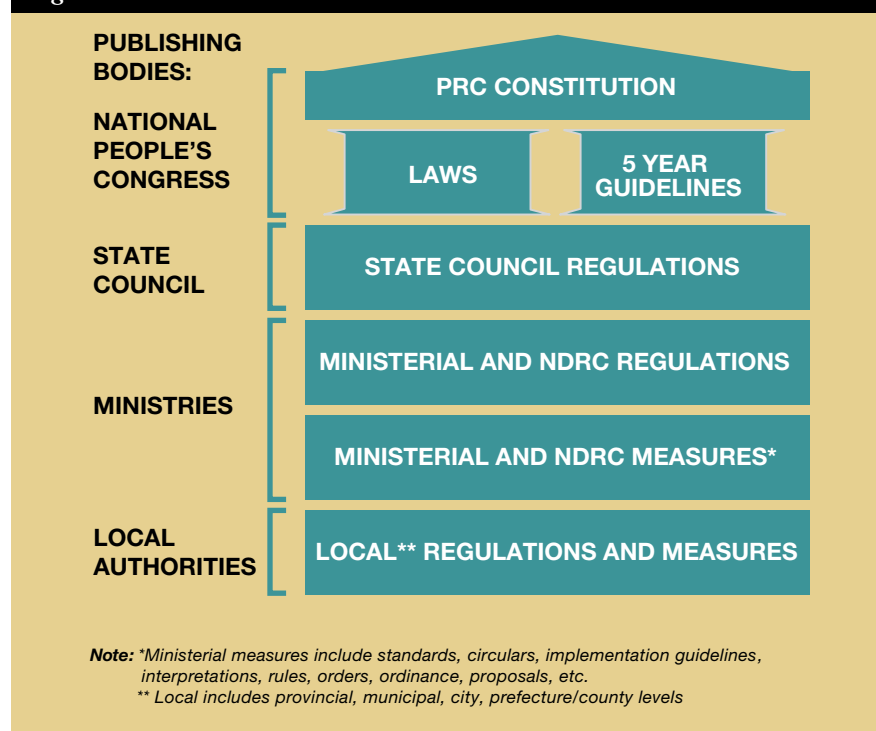 PUBLISHING
BODIES:
PRC CONSTITUTION
NATIONAL
PEOPLE'S
CONGRESS
LAWS
5 YEAR
GUIDELINES
STATE
COUNCIL
STATE COUNCIL REGULATIONS
MINISTRIES
MINISTERIAL AND NDRC REGULATIONS
MINISTERIAL AND NDRC MEASURES*
LOCAL
AUTHORITIES
LOCAL** REGULATIONS AND MEASURES
Note: *Ministerial measures include standards, circulars, implementation guidelines,
interpretations, rules, orders, ordinance, proposals, etc.
** Local includes provincial, municipal, city, prefecture/county levels